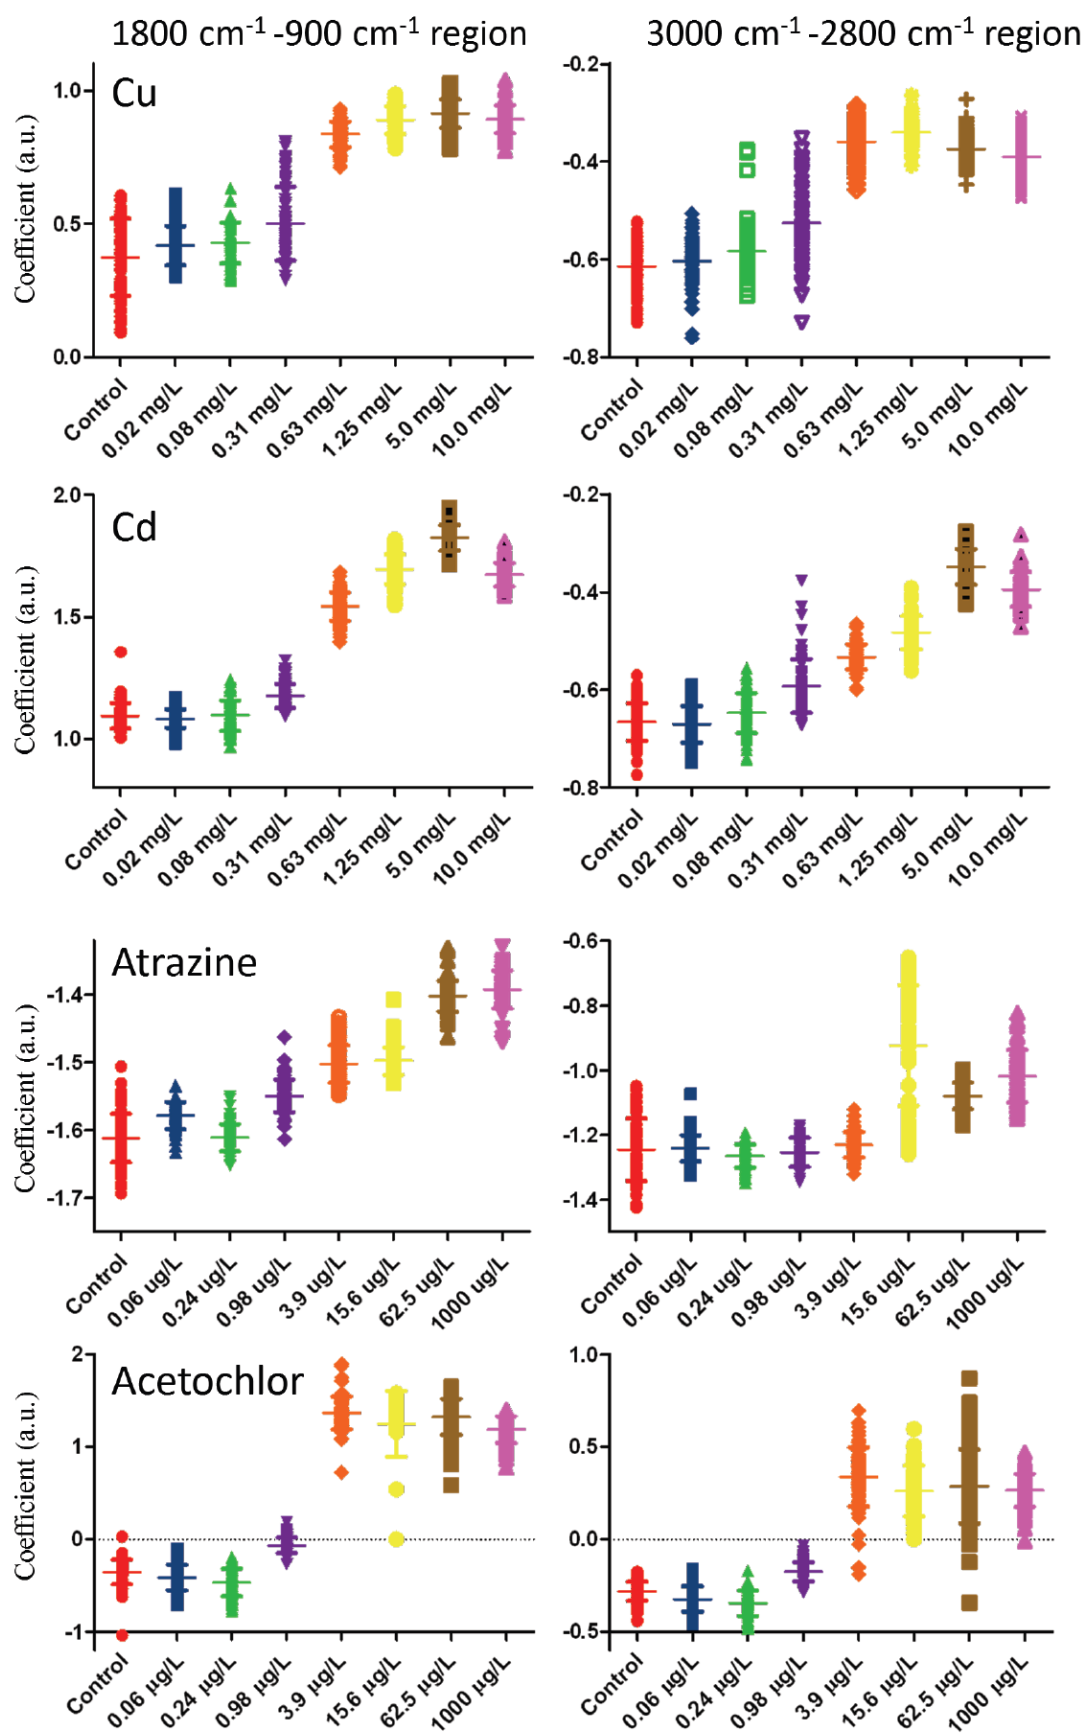 1800 cm⁻¹ -900 cm⁻¹ region
3000 cm⁻¹ -2800 cm⁻¹ region
Cu
Coefficient (a.u.)
1.0
0.5
0.0
Control
0.02 mg/L
0.08 mg/L
0.31 mg/L
0.63 mg/L
1.25 mg/L
5.0 mg/L
10.0 mg/L
-0.2
-0.4
-0.6
-0.8
Control
0.02 mg/L
0.08 mg/L
0.31 mg/L
0.63 mg/L
1.25 mg/L
5.0 mg/L
10.0 mg/L
Cd
Coefficient (a.u.)
2.0
1.5
1.0
Control
0.02 mg/L
0.08 mg/L
0.31 mg/L
0.63 mg/L
1.25 mg/L
5.0 mg/L
10.0 mg/L
-0.2
-0.4
-0.6
-0.8
Control
0.02 mg/L
0.08 mg/L
0.31 mg/L
0.63 mg/L
1.25 mg/L
5.0 mg/L
10.0 mg/L
Atrazine
Coefficient (a.u.)
-1.4
-1.5
-1.6
-1.7
Control
0.06 ug/L
0.24 ug/L
0.98 ug/L
3.9 ug/L
15.6 ug/L
62.5 ug/L
1000 ug/L
-0.6
-0.8
-1.0
-1.2
-1.4
Control
0.06 ug/L
0.24 ug/L
0.98 ug/L
3.9 ug/L
15.6 ug/L
62.5 ug/L
1000 ug/L
Acetochlor
Coefficient (a.u.)
2
1
0
-1
Control
0.06 µg/L
0.24 µg/L
0.98 µg/L
3.9 µg/L
15.6 µg/L
62.5 µg/L
1000 µg/L
1.0
0.5
0.0
-0.5
Control
0.06 µg/L
0.24 µg/L
0.98 µg/L
3.9 µg/L
15.6 µg/L
62.5 µg/L
1000 µg/L